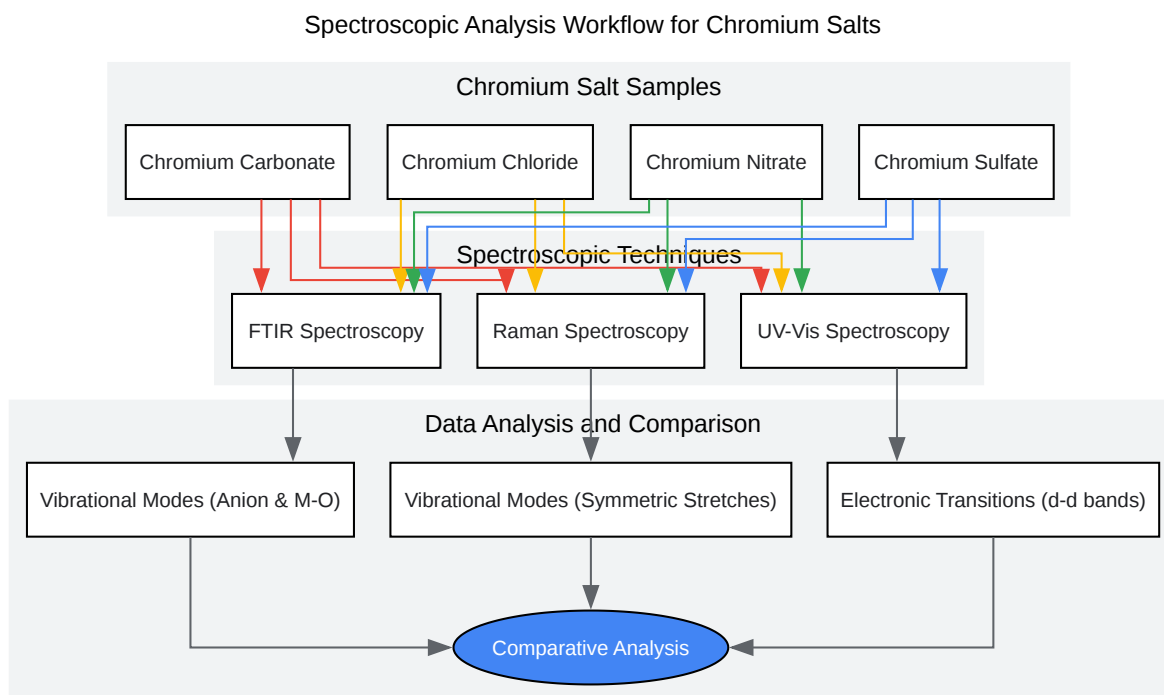 Spectroscopic Analysis Workflow for Chromium Salts
Chromium Salt Samples
Chromium Carbonate
Chromium Chloride
Chromium Nitrate
Chromium Sulfate
Spectroscopic Techniques
FTIR Spectroscopy
Raman Spectroscopy
UV-Vis Spectroscopy
Data Analysis and Comparison
Vibrational Modes (Anion & M-O)
Vibrational Modes (Symmetric Stretches)
Electronic Transitions (d-d bands)
Comparative Analysis